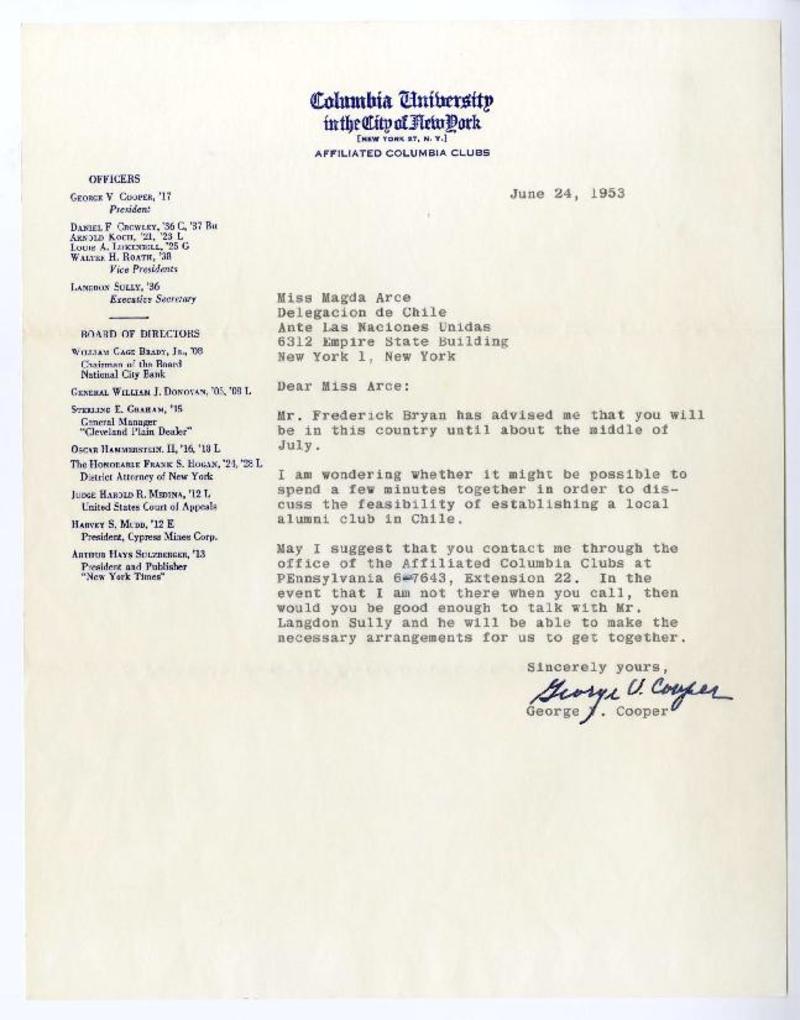 Columbia University
in the City of New York
[NEW YORK 27, N. Y.]
AFFILIATED COLUMBIA CLUBS
OFFICERS
GEORGE V COOPER, '17
President
DANIEL F CROWLEY, '36 C, '37 Bu
ARNOLD KOCH, '21, '23 L
LOUIS A. '25 G
WALTER H. ROATH, '38
Vice Presidents
LANGDON SULLY, '36
Executive Secretary
BOARD OF DIRECTORS
WILLIAM GAGE BRADY, JR., '08
Chairman of the Board
National City Bank
GENERAL WILLIAM J. DONOVAN, '05, '08 L
STERLING E. GRAHAM, '15
General Manager
"Cleveland Plain Dealer"
OSCAR HAMMERSTEIN, II, '16, '18 L
The HONORABLE FRANK S. HOGAN, '24, '28 L
District Attorney of New York
JUDGE HAROLD R. MEDINA, '12 L
United States Court of Appeals
HARVEY S. MUDD, '12 E
President, Cypress Mines Corp.
ARTHUR HAYS SULZBERGER, '13
President and Publisher
"New York Times"
June 24, 1953
Miss Magda Arce
Delegacion de Chile
Ante Las Naciones Unidas
6312 Empire State Building
New York 1, New York
Dear Miss Arce:
Mr. Frederick Bryan has advised me that you will
be in this country until about the middle of
July.
I am wondering whether it might be possible to
spend a few minutes together in order to dis-
cuss the feasibility of establishing a local
alumni club in Chile.
May I suggest that you contact me through the
office of the Affiliated Columbia Clubs at
PEnnsylvania 6-7643, Extension 22. In the
event that I am not there when you call, then
would you be good enough to talk with Mr.
Langdon Sully and he will be able to make the
necessary arrangements for us to get together.
Sincerely yours,
George V. Cooper
George V. Cooper